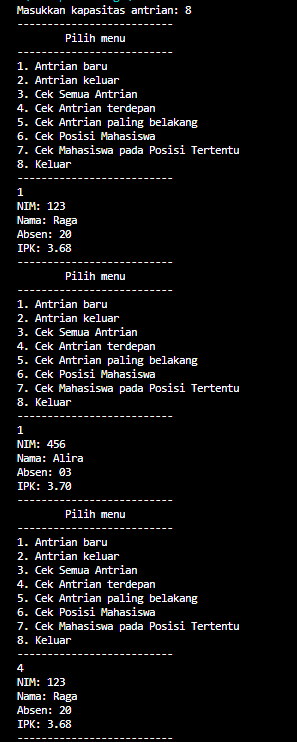 Masukkan kapasitas antrian: 8
--------------------------
Pilih menu
--------------------------
1. Antrian baru
2. Antrian keluar
3. Cek Semua Antrian
4. Cek Antrian terdepan
5. Cek Antrian paling belakang
6. Cek Posisi Mahasiswa
7. Cek Mahasiswa pada Posisi Tertentu
8. Keluar
--------------------------
1
NIM: 123
Nama: Raga
Absen: 20
IPK: 3.68
--------------------------
Pilih menu
--------------------------
1. Antrian baru
2. Antrian keluar
3. Cek Semua Antrian
4. Cek Antrian terdepan
5. Cek Antrian paling belakang
6. Cek Posisi Mahasiswa
7. Cek Mahasiswa pada Posisi Tertentu
8. Keluar
--------------------------
1
NIM: 456
Nama: Alira
Absen: 03
IPK: 3.70
--------------------------
Pilih menu
--------------------------
1. Antrian baru
2. Antrian keluar
3. Cek Semua Antrian
4. Cek Antrian terdepan
5. Cek Antrian paling belakang
6. Cek Posisi Mahasiswa
7. Cek Mahasiswa pada Posisi Tertentu
8. Keluar
--------------------------
4
NIM: 123
Nama: Raga
Absen: 20
IPK: 3.68
--------------------------